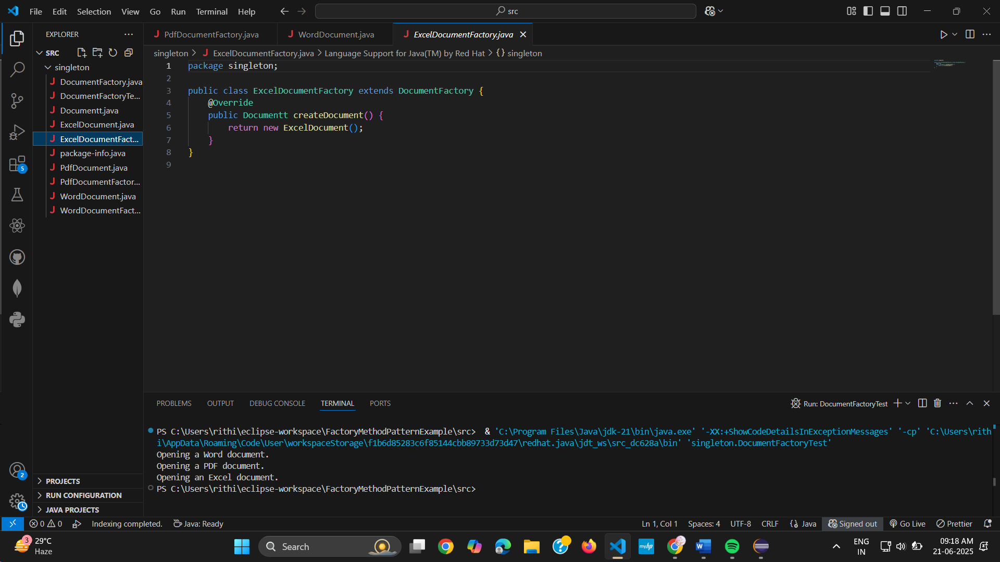 File Edit Selection View Go Run Terminal Help
src
EXPLORER
SRC
singleton
DocumentFactory.java
DocumentFactoryTe...
Documentt.java
ExcelDocument.java
ExcelDocumentFact...
package-info.java
PdfDocument.java
PdfDocumentFactor...
WordDocument.java
WordDocumentFact...
PROJECTS
RUN CONFIGURATION
JAVA PROJECTS
5
2
PdfDocumentFactory.java WordDocument.java ExcelDocumentFactory.java
singleton > ExcelDocumentFactory.java > Language Support for Java(TM) by Red Hat > {} singleton
1 package singleton;
2
3 public class ExcelDocumentFactory extends DocumentFactory {
4 @Override
5 public Documentt createDocument() {
6 return new ExcelDocument();
7 }
8 }
9
PROBLEMS OUTPUT DEBUG CONSOLE TERMINAL PORTS
Run: DocumentFactoryTest
PS C:\Users\rithi\eclipse-workspace\FactoryMethodPatternExample\src> & 'C:\Program Files\Java\jdk-21\bin\java.exe' '-XX:+ShowCodeDetailsInExceptionMessages' '-cp' 'C:\Users\rith
i\AppData\Roaming\Code\User\workspaceStorage\f1b6d85283c6f85144cbb89733d73d47\redhat.java\jdt_ws\src_dc628a\bin' 'singleton.DocumentFactoryTest'
Opening a Word document.
Opening a PDF document.
Opening an Excel document.
PS C:\Users\rithi\eclipse-workspace\FactoryMethodPatternExample\src>
0 0 Indexing completed. Java: Ready
Ln 1, Col 1 Spaces: 4 UTF-8 CRLF {} Java Signed out Go Live Prettier
3
29°C
Haze
Search
myhp
ENG
IN
09:18 AM
21-06-2025